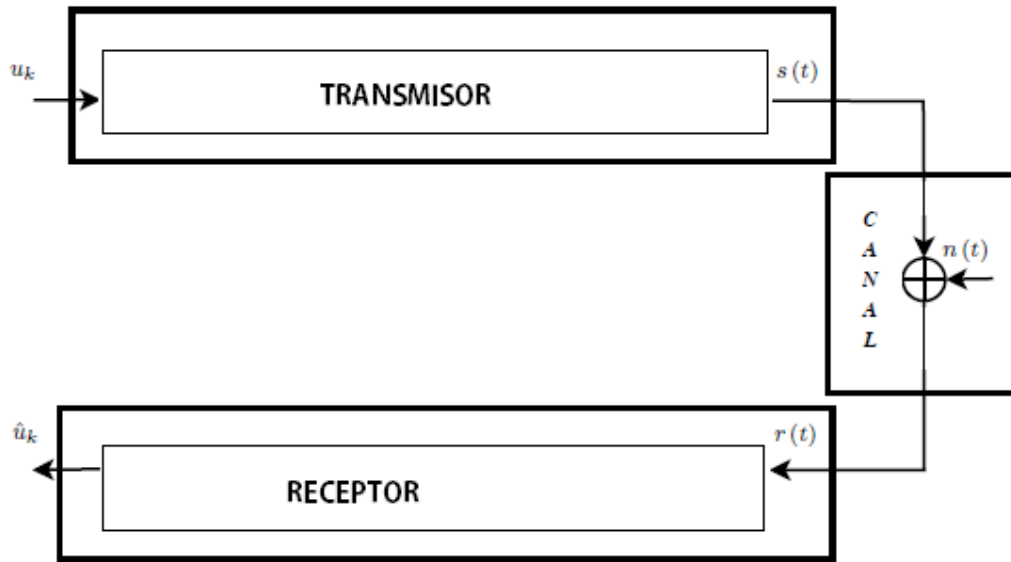 u_k
TRANSMISOR
s(t)
C
A
N
A
L
n(t)
û_k
RECEPTOR
r(t)